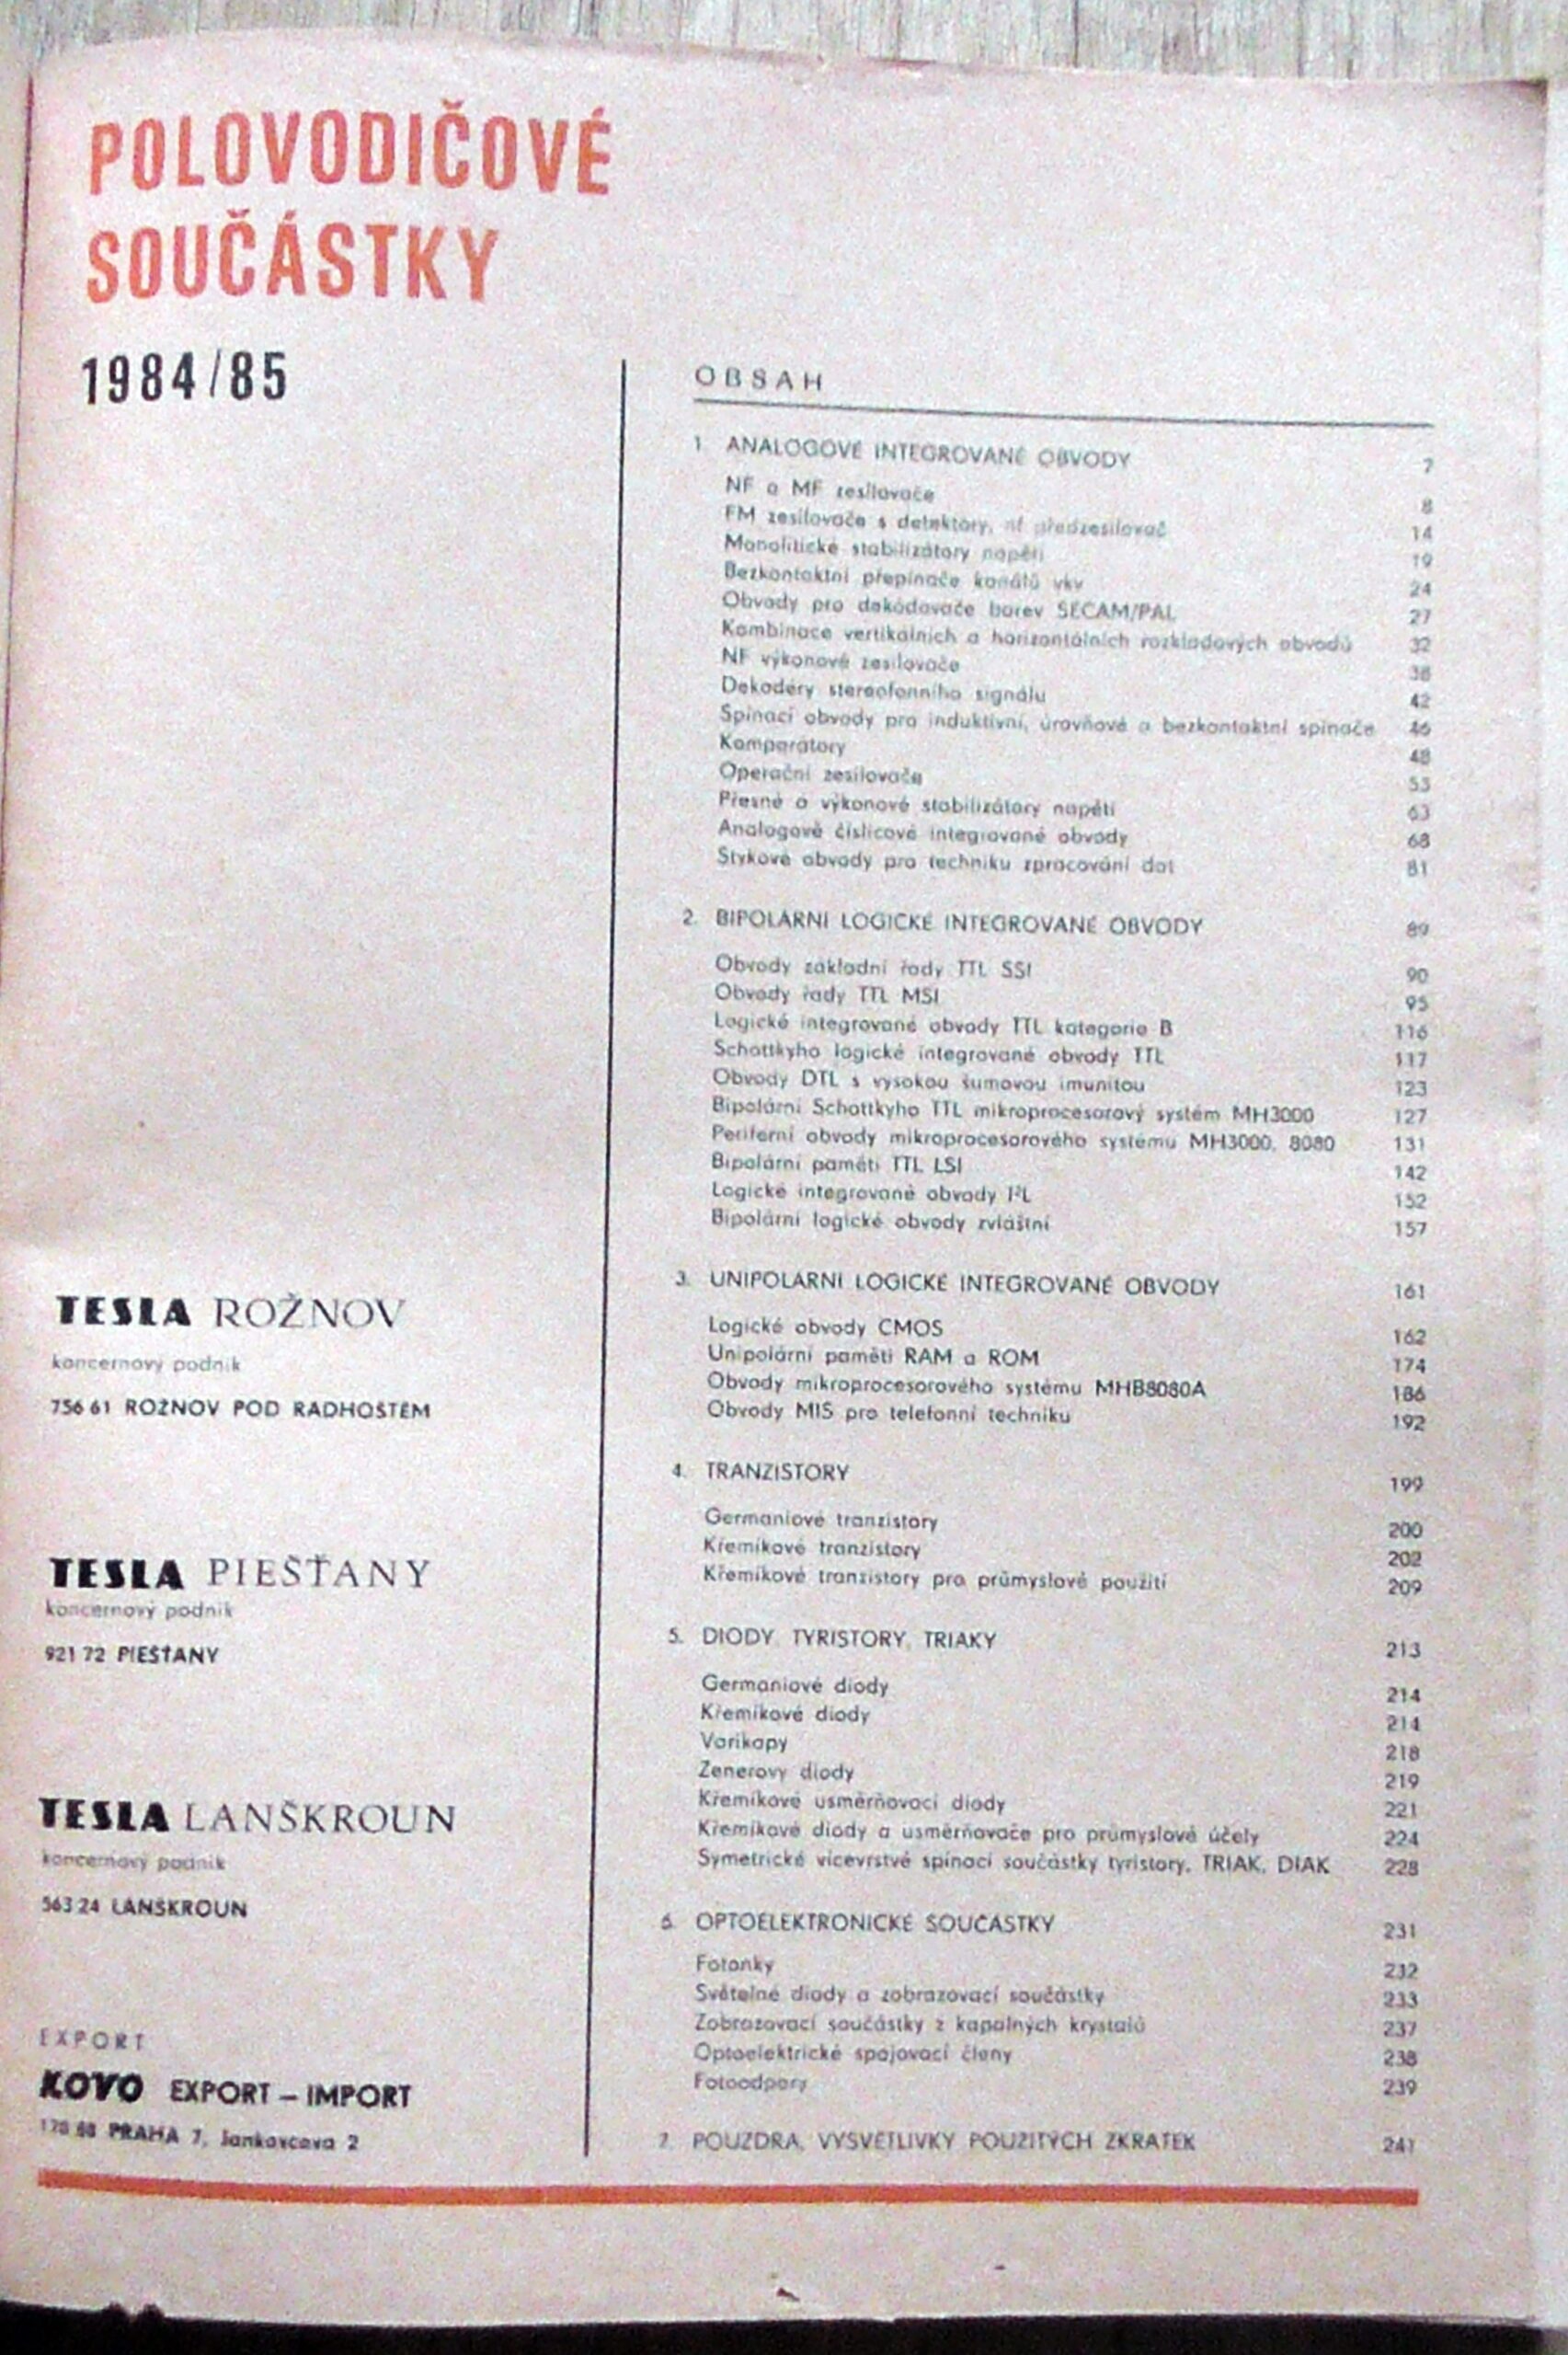 POLOVODIČOVÉ
SOUČÁSTKY
1984/85
TESLA ROŽNOV
koncernový podnik
756 61 ROŽNOV POD RADHOŠTĚM
TESLA PIEŠŤANY
koncernový podnik
921 72 PIEŠŤANY
TESLA LANŠKROUN
koncernový podnik
563 24 LANŠKROUN
EXPORT
KOVO EXPORT – IMPORT
PRAHA 7, Jankovcova 2
OBSAH
1. ANALOGOVÉ INTEGROVANÉ OBVODY 7
NF a MF zesilovače 8
FM zesilovače s detektory, nf předzesilovač 14
Monolitické stabilizátory napětí 19
Bezkontaktní přepínače kanálů vkv 24
Obvody pro dekódovače barev SECAM/PAL 27
Kombinace vertikálních a horizontálních rozkladových obvodů 32
NF výkonové zesilovače
Dekodéry stereofonního signálu 42
Spínací obvody pro induktivní, úrovňové a bezkontaktní spínače 46
Komparátory 48
Operační zesilovače 53
Přesné a výkonové stabilizátory napětí 63
Analogově číslicové integrované obvody 68
Stykové obvody pro techniku zpracování dat 81
2. BIPOLÁRNÍ LOGICKÉ INTEGROVANÉ OBVODY 89
Obvody základní řady TTL SSI 90
Obvody řady TTL MSI 95
Logické integrované obvody TTL kategorie B 116
Schottkyho logické integrované obvody TTL 117
Obvody DTL s vysokou šumovou imunitou 123
Bipolární Schottkyho TTL mikroprocesorový systém MH3000 127
Periferní obvody mikroprocesorového systému MH3000, 8080 131
Bipolární paměti TTL LSI 142
Logické integrované obvody I²L 152
Bipolární logické obvody zvláštní 157
3. UNIPOLÁRNÍ LOGICKÉ INTEGROVANÉ OBVODY 161
Logické obvody CMOS 162
Unipolární paměti RAM a ROM 174
Obvody mikroprocesorového systému MHB8080A 186
Obvody MIS pro telefonní techniku 192
4. TRANZISTORY 199
Germaniové tranzistory 200
Křemíkové tranzistory 202
Křemíkové tranzistory pro průmyslové použití 209
5. DIODY, TYRISTORY, TRIAKY 213
Germaniové diody 214
Křemíkové diody 214
Varikapy 218
Zenerovy diody 219
Křemíkové usměrňovací diody 221
Křemíkové diody a usměrňovače pro průmyslové účely 224
Symetrické vícevrstvé spínací součástky tyristory, TRIAK, DIAK 228
6. OPTOELEKTRONICKÉ SOUČÁSTKY 231
Fotonky 232
Světelné diody a zobrazovací součástky 233
Zobrazovací součástky z kapalných krystalů 237
Optoelektrické spojovací členy 238
Fotoodpory 239
7. POUZDRA, VYSVĚTLIVKY POUŽITÝCH ZKRATEK 241